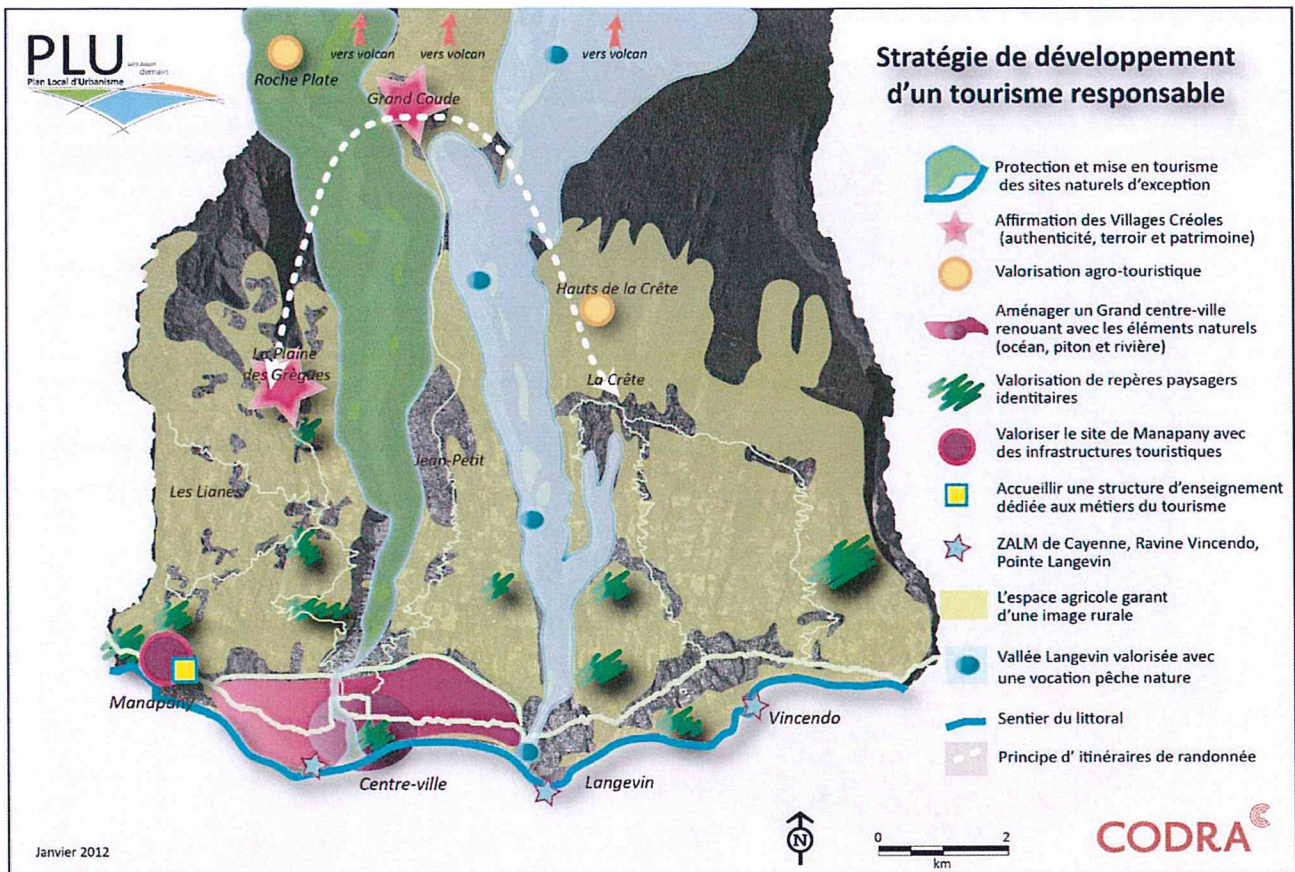 PLU
Plan Local d'Urbanisme
demain
Stratégie de développement
d'un tourisme responsable
vers volcan
vers volcan
vers volcan
Roche Plate
Grand Coude
Hauts de la Crête
La Plaine
des Grègues
La Crête
Jean-Petit
Les Lianes
Manapany
Centre-ville
Langevin
Vincendo
Protection et mise en tourisme
des sites naturels d'exception
Affirmation des Villages Créoles
(authenticité, terroir et patrimoine)
Valorisation agro-touristique
Aménager un Grand centre-ville
renouant avec les éléments naturels
(océan, piton et rivière)
Valorisation de repères paysagers
identitaires
Valoriser le site de Manapany avec
des infrastructures touristiques
Accueillir une structure d'enseignement
dédiée aux métiers du tourisme
ZALM de Cayenne, Ravine Vincendo,
Pointe Langevin
L'espace agricole garant
d'une image rurale
Vallée Langevin valorisée avec
une vocation pêche nature
Sentier du littoral
Principe d' itinéraires de randonnée
Janvier 2012
N
0 2
km
CODRA